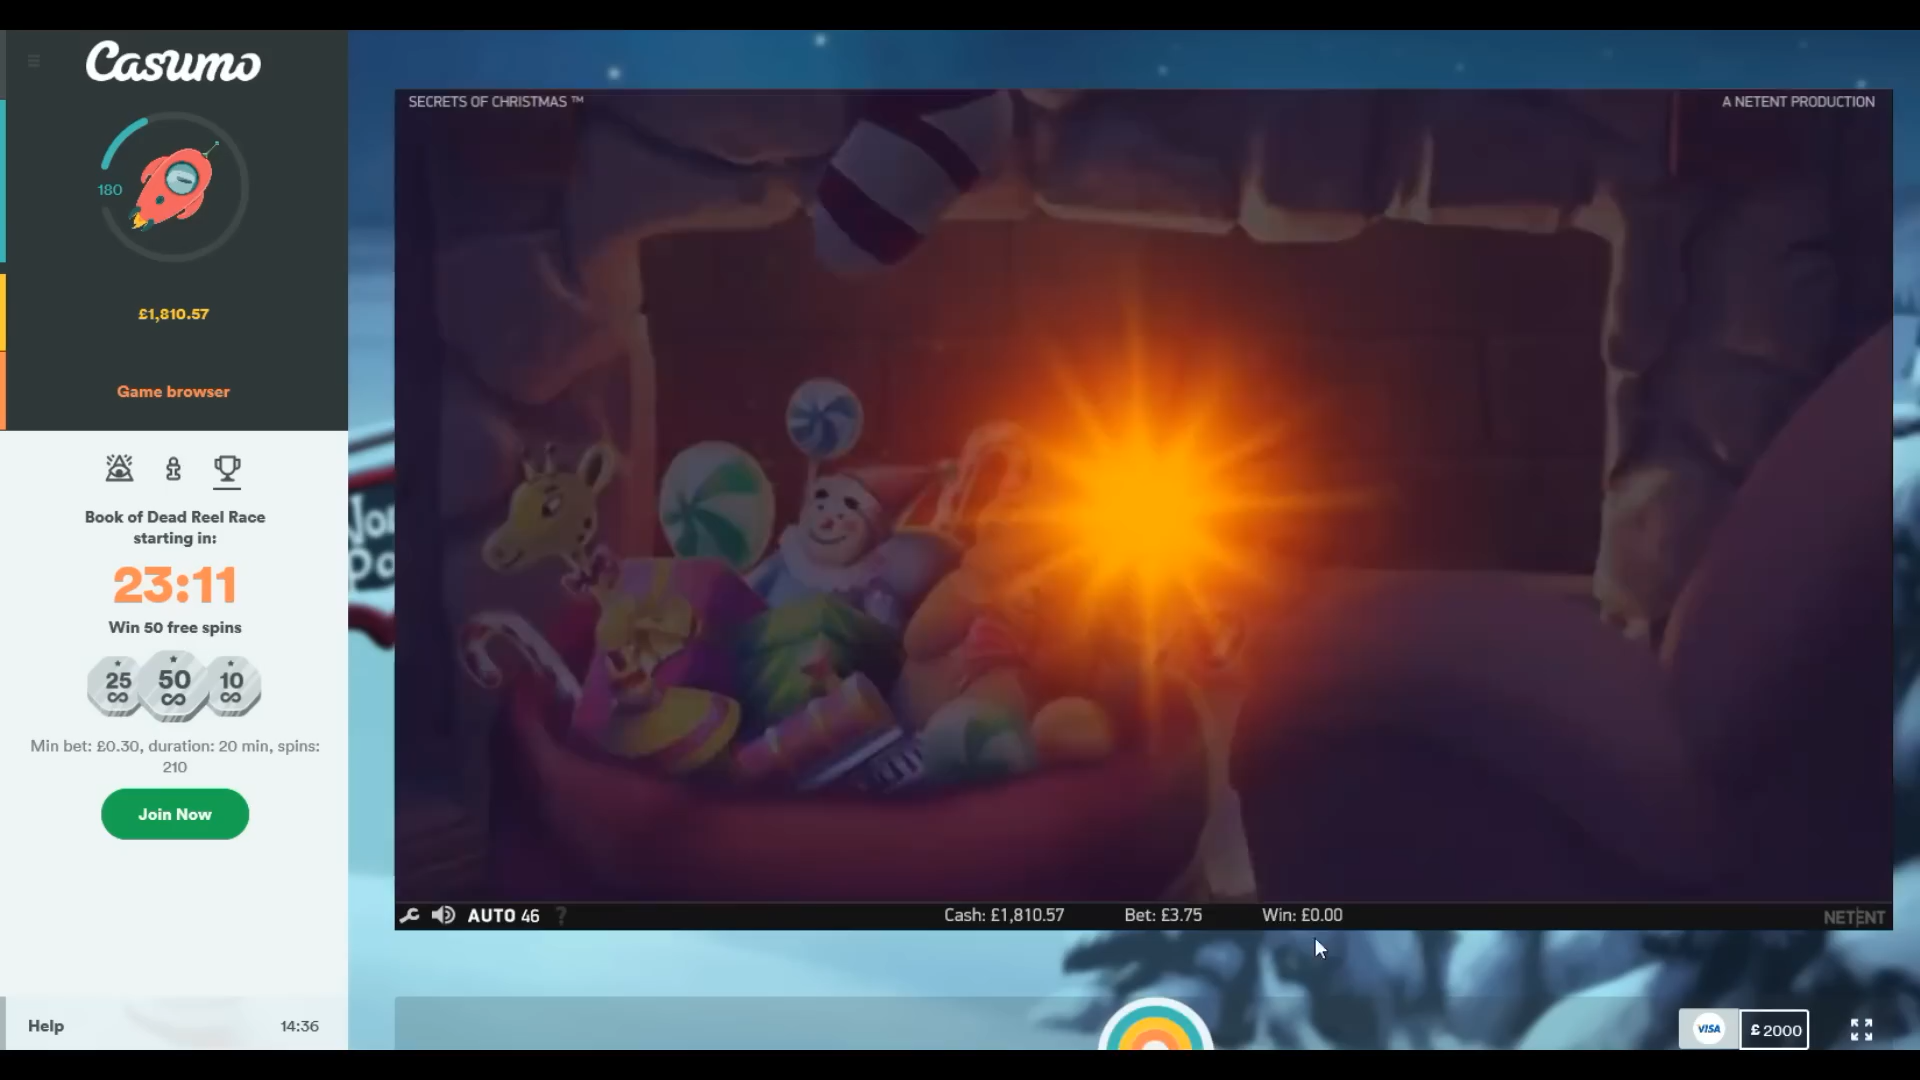 Casumo
180
£1,810.57
Game browser
Book of Dead Reel Race
starting in:
23:11
Win 50 free spins
25 50 10
Min bet: £0.30, duration: 20 min, spins:
210
Join Now
Help 14:36
SECRETS OF CHRISTMAS ™ A NETENT PRODUCTION
AUTO 46 ? Cash: £1,810.57 Bet: £3.75 Win: £0.00 NETENT
VISA £ 2000